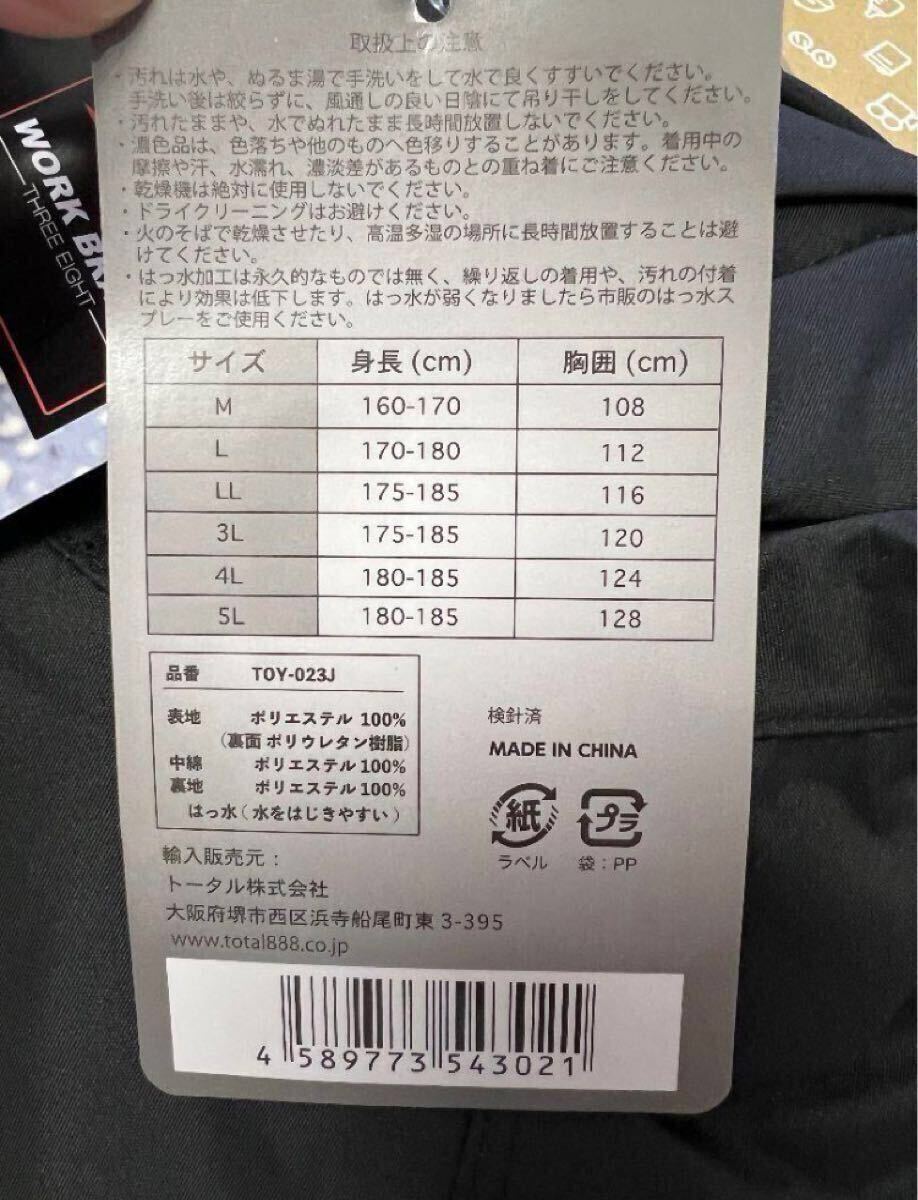 取扱上の注意
・汚れは水や、ぬるま湯で手洗いをして水で良くすすいでください。
手洗い後は絞らずに、風通しの良い日陰にて吊り干しをしてください。
・汚れたままや、水でぬれたまま長時間放置しないでください。
・濃色品は、色落ちや他のものへ色移りすることがあります。着用中の
摩擦や汗、水濡れ、濃淡差があるものとの重ね着にご注意ください。
・乾燥機は絶対に使用しないでください。
・ドライクリーニングはお避けください。
・火のそばで乾燥させたり、高温多湿の場所に長時間放置することは避
けてください。
・はっ水加工は永久的なものでは無く、繰り返しの着用や、汚れの付着
により効果は低下します。はっ水が弱くなりましたら市販のはっ水ス
プレーをご使用ください。
サイズ 身長 (cm) 胸囲 (cm)
M 160-170 108
L 170-180 112
LL 175-185 116
3L 175-185 120
4L 180-185 124
5L 180-185 128
品番 TOY-023J
表地 ポリエステル 100%
(裏面 ポリウレタン樹脂)
中綿 ポリエステル 100%
裏地 ポリエステル 100%
はっ水(水をはじきやすい)
検針済
MADE IN CHINA
紙 プラ
ラベル 袋:PP
輸入販売元:
トータル株式会社
大阪府堺市西区浜寺船尾町東 3-395
www.total888.co.jp
4 589773 543021
WORK
THREE EIGHT